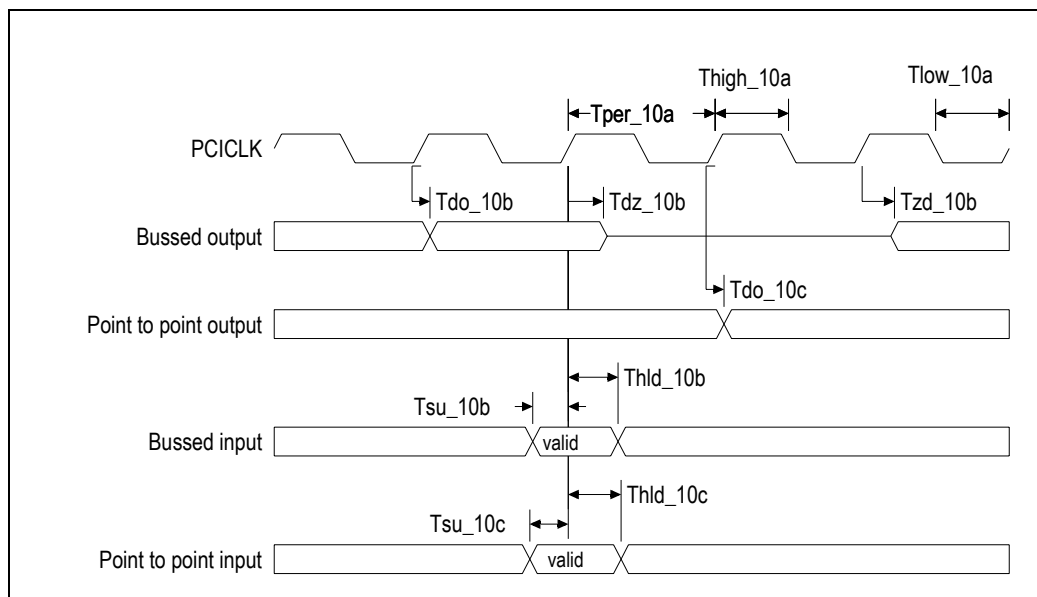 Thigh_10a
Tlow_10a
Tper_10a
PCICLK
Tdo_10b
Tdz_10b
Tzd_10b
Bussed output
Tdo_10c
Point to point output
Thld_10b
Tsu_10b
Bussed input
valid
Thld_10c
Tsu_10c
Point to point input
valid